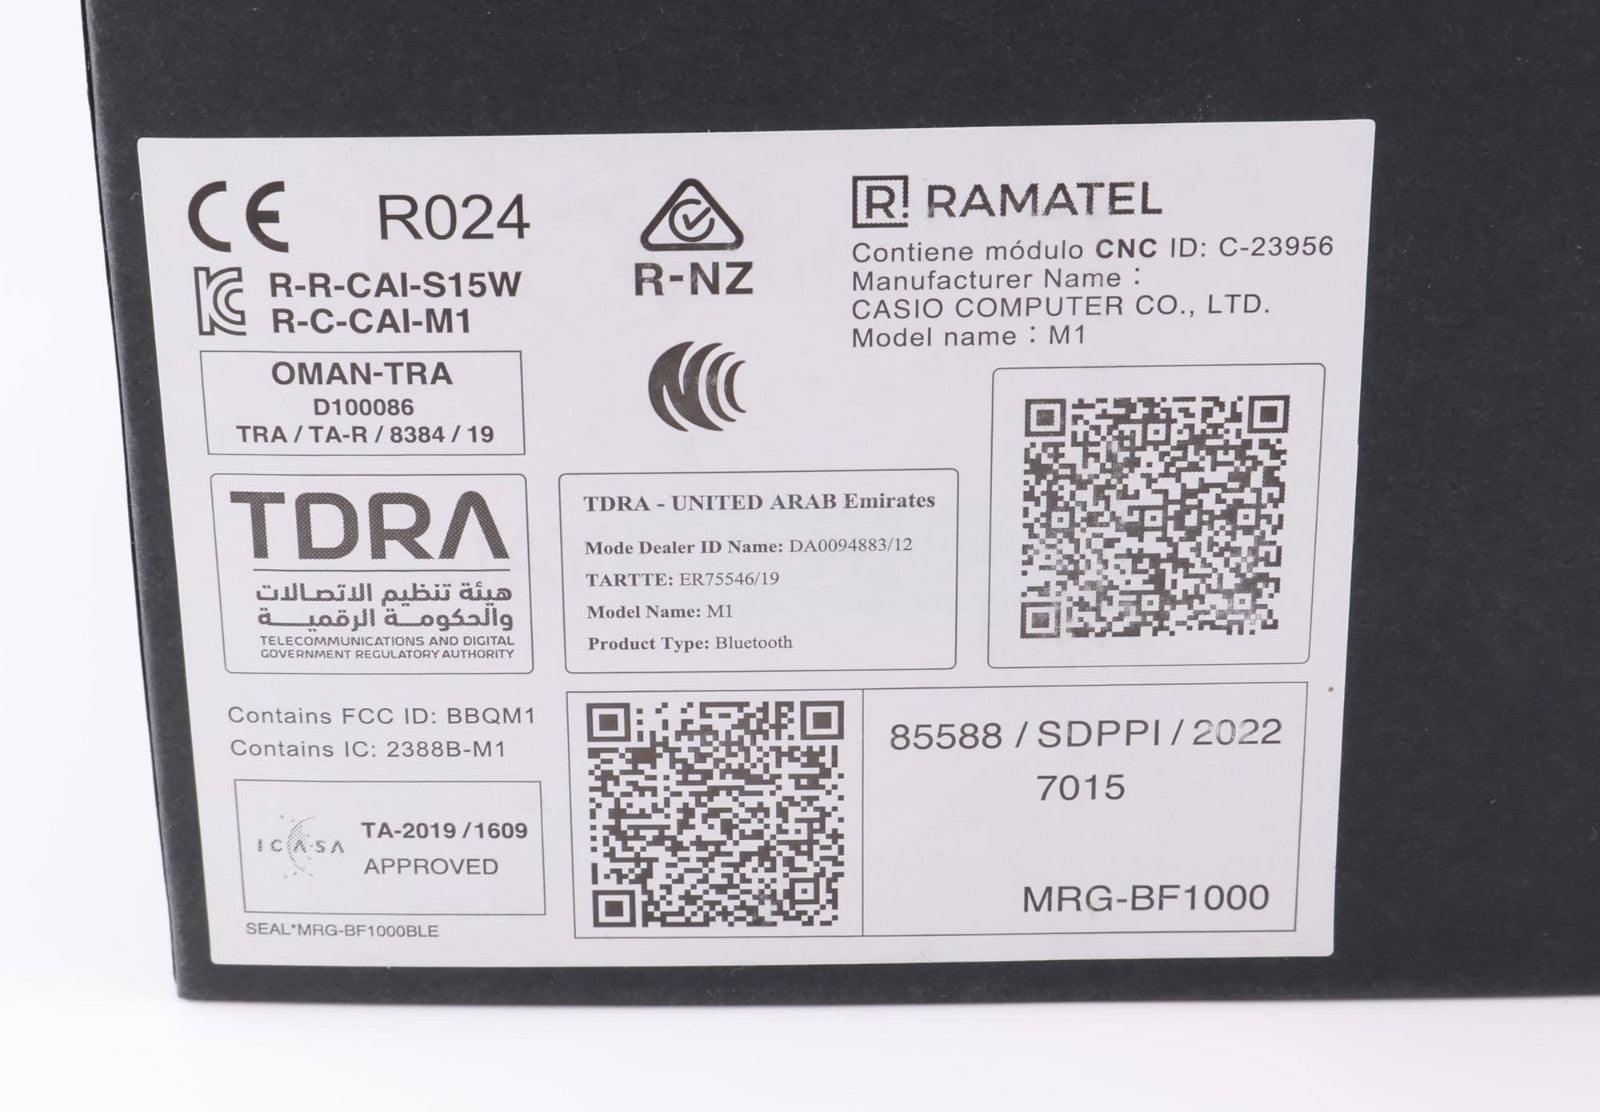 CE R024
R-R-CAI-S15W
R-C-CAI-M1
OMAN-TRA
D100086
TRA / TA-R / 8384 / 19
TDRA
هيئة تنظيم الاتصالات
والحكومة الرقمية
TELECOMMUNICATIONS AND DIGITAL
GOVERNMENT REGULATORY AUTHORITY
Contains FCC ID: BBQM1
Contains IC: 2388B-M1
ICASA
TA-2019 / 1609
APPROVED
SEAL*MRG-BF1000BLE
R-NZ
R! RAMATEL
Contiene módulo CNC ID: C-23956
Manufacturer Name :
CASIO COMPUTER CO., LTD.
Model name : M1
TDRA - UNITED ARAB Emirates
Mode Dealer ID Name: DA0094883/12
TARTTE: ER75546/19
Model Name: M1
Product Type: Bluetooth
85588 / SDPPI / 2022
7015
MRG-BF1000